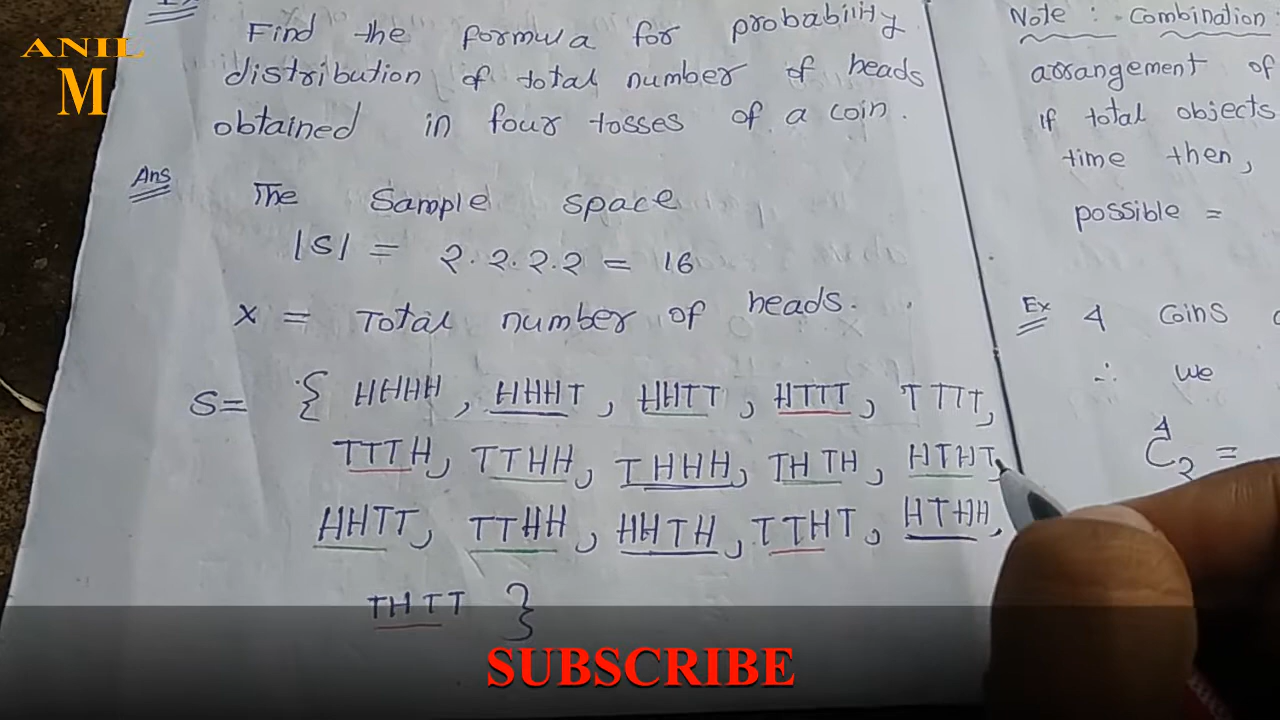 ANIL
M
Ex
Find the formula for probability
distribution of total number of heads
obtained in four tosses of a coin.
Ans
The Sample space
|S| = 2.2.2.2 = 16
X = Total number of heads.
S= { HHHH, HHHT, HHTT, HTTT, TTTT,
TTTH, TTHH, THHH, THTH, HTHT,
HHTT, TTHH, HHTH, TTHT, HTHH,
THTT }
Note : Combination
arrangement of
if total objects
time then,
possible =
Ex 4 coins
∴ we
⁴C₂ =
SUBSCRIBE